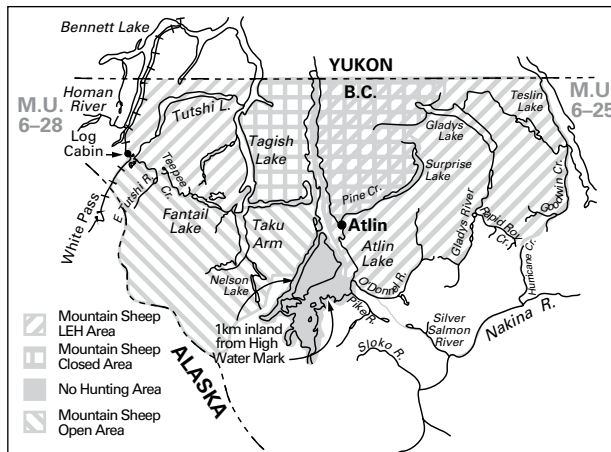 Bennett Lake
YUKON
B.C.
M.U.
6–28
Homan
River
Tutshi L.
Teslin
Lake
M.U.
6–25
Log
Cabin
Tagish
Lake
Gladys
Lake
Surprise
Lake
Teepee
Cr.
Pine Cr.
Goodwin Cr.
White Pass
E. Tutshi R.
Fantail
Lake
Taku
Arm
Atlin
Atlin
Lake
Gladys River
Rapid Roy
Cr.
Hurricane Cr.
Nelson
Lake
O'Donnel R.
1km inland
from High
Water Mark
Pike R.
Silver
Salmon
River
Nakina R.
Sloko R.
ALASKA
Mountain Sheep
LEH Area
Mountain Sheep
Closed Area
No Hunting Area
Mountain Sheep
Open Area